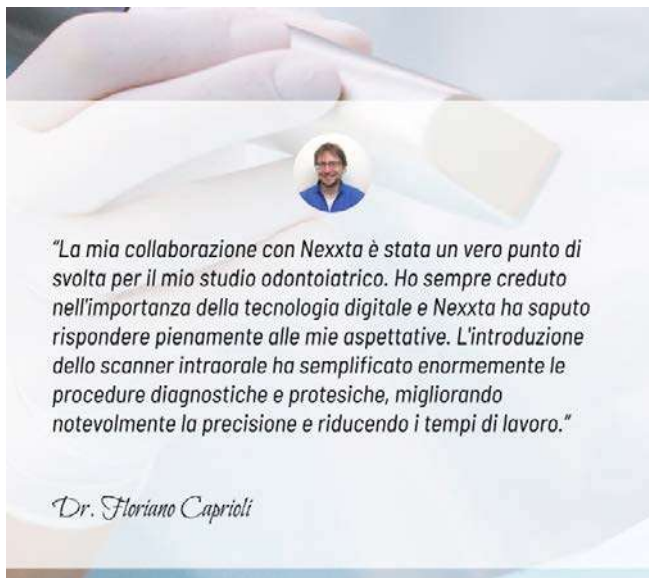 “La mia collaborazione con Nexxta è stata un vero punto di
svolta per il mio studio odontoiatrico. Ho sempre creduto
nell'importanza della tecnologia digitale e Nexxta ha saputo
rispondere pienamente alle mie aspettative. L'introduzione
dello scanner intraorale ha semplificato enormemente le
procedure diagnostiche e protesiche, migliorando
notevolmente la precisione e riducendo i tempi di lavoro.”
Dr. Floriano Caprioli